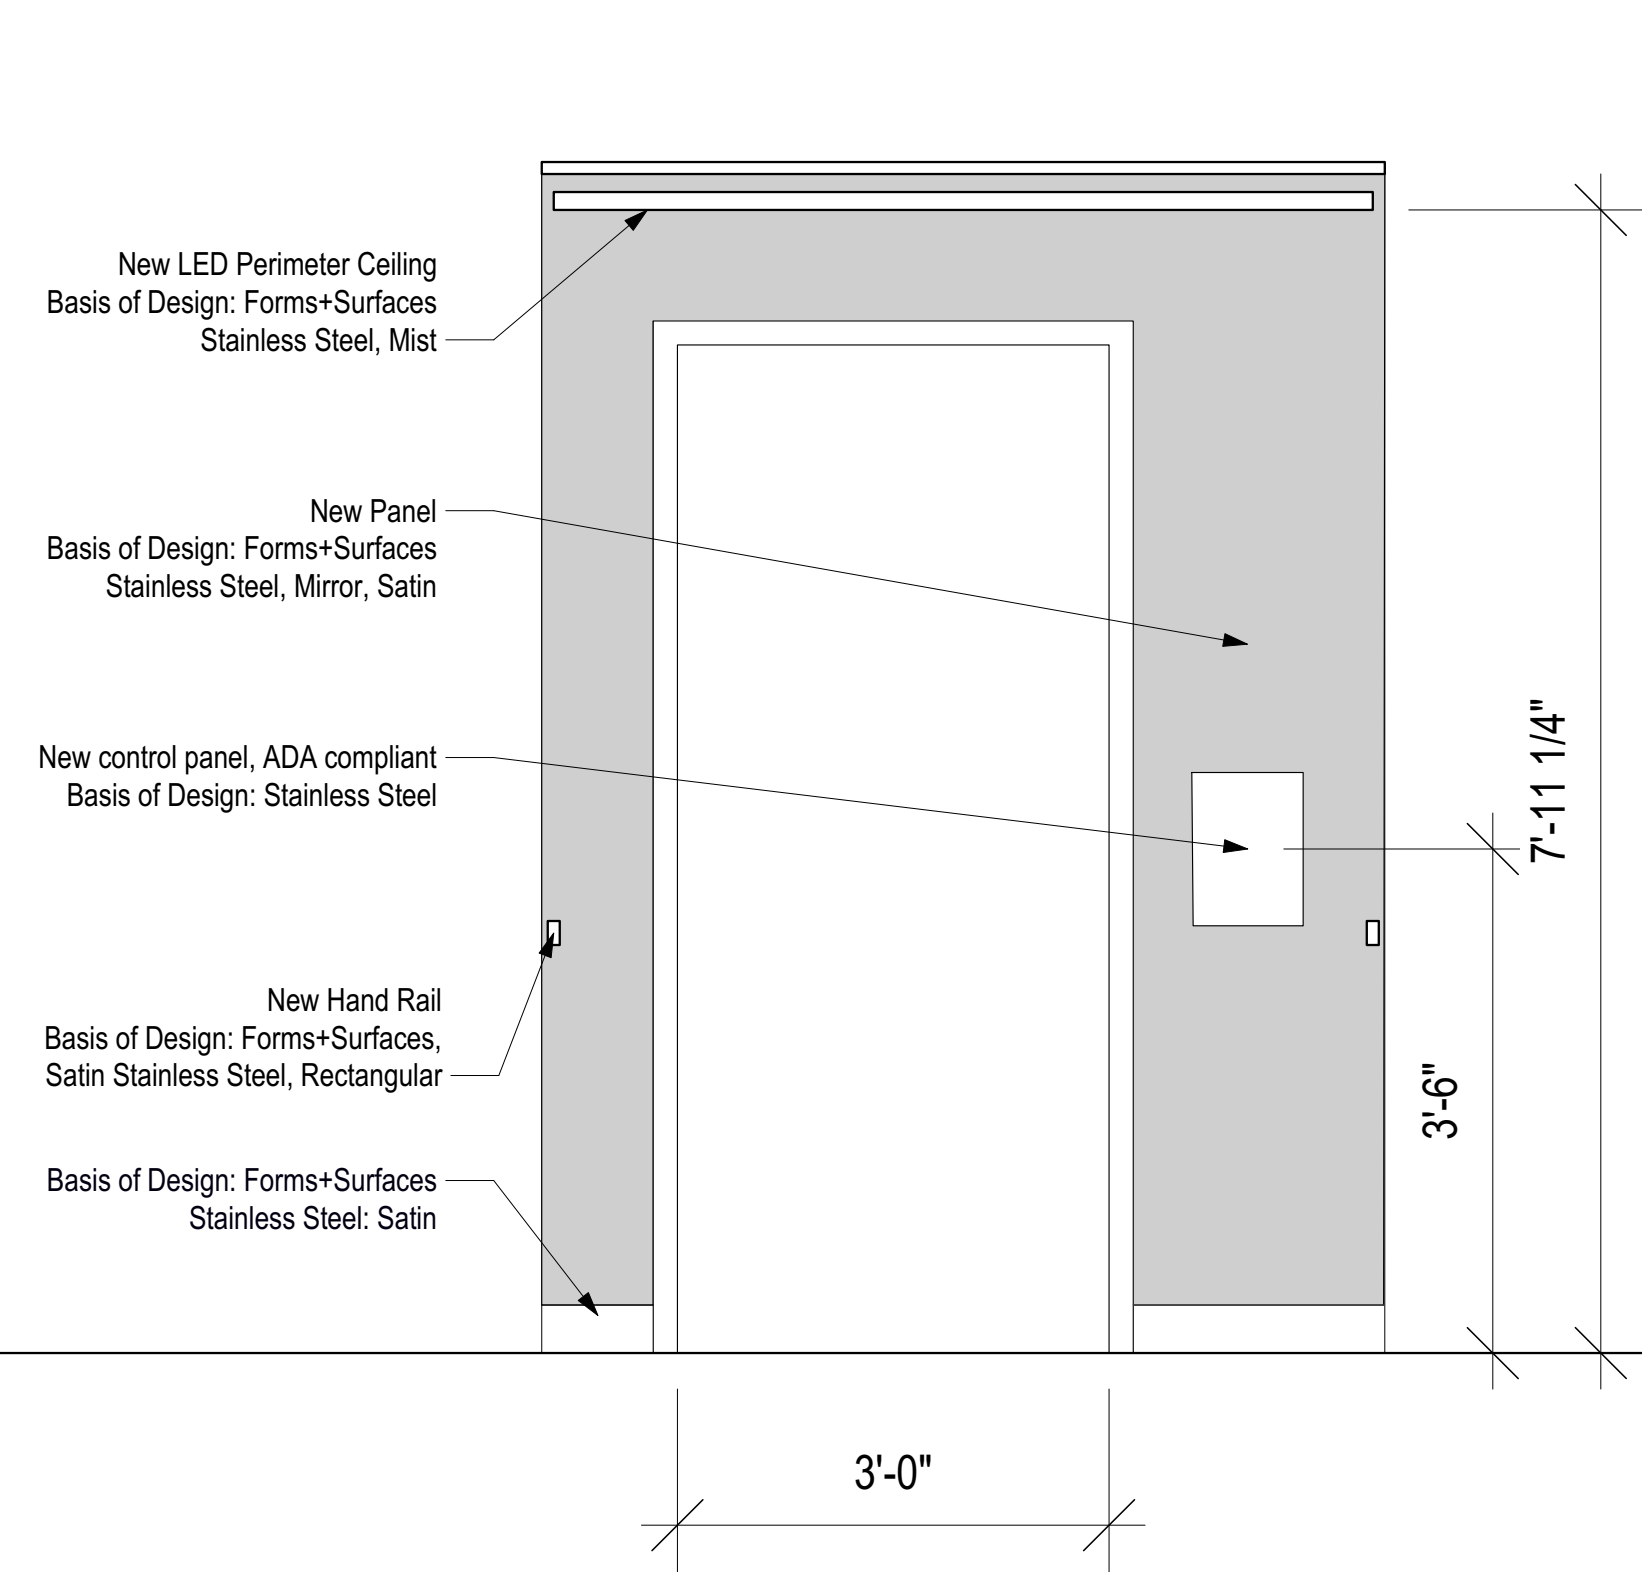 New LED Perimeter Ceiling
Basis of Design: Forms+Surfaces
Stainless Steel, Mist
New Panel
Basis of Design: Forms+Surfaces
Stainless Steel, Mirror, Satin
New control panel, ADA compliant
Basis of Design: Stainless Steel
7'-11 1/4"
New Hand Rail
Basis of Design: Forms+Surfaces,
Satin Stainless Steel, Rectangular
3'-6"
Basis of Design: Forms+Surfaces
Stainless Steel: Satin
3'-0"